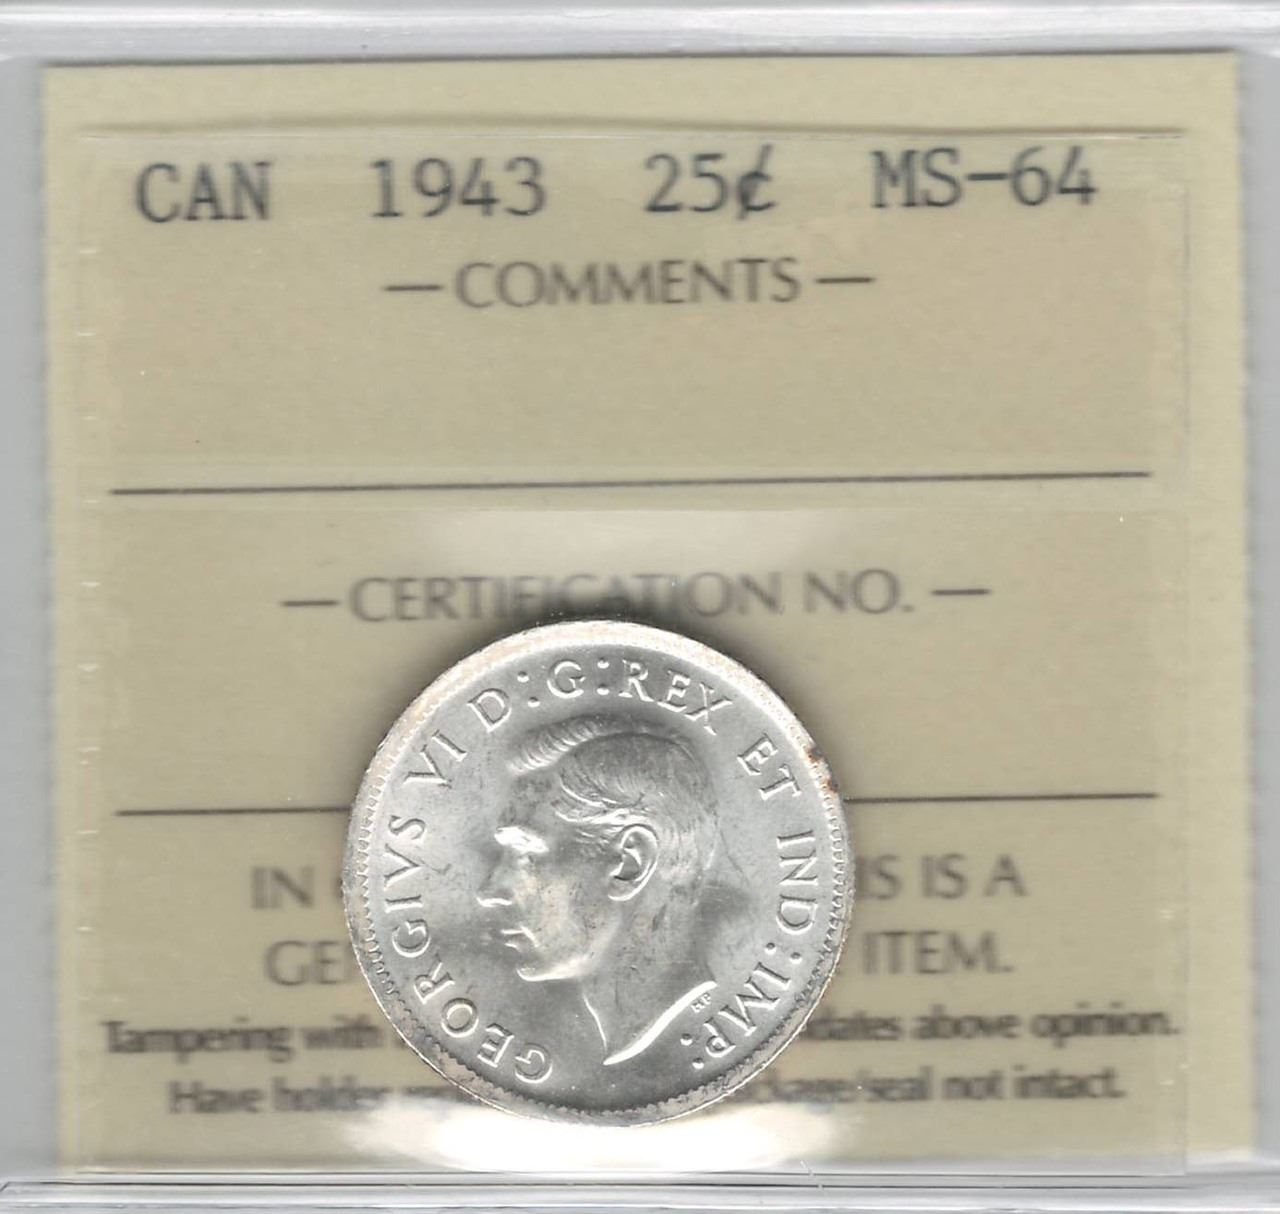 CAN 1943 25¢ MS-64
— COMMENTS —
— CERTIFICATION NO. —
GEORGIVS VI D:G:REX ET IND:IMP:
HP
IN IS IS A
GE ITEM.
Tampering with dates above opinion.
Have holder seal not intact.